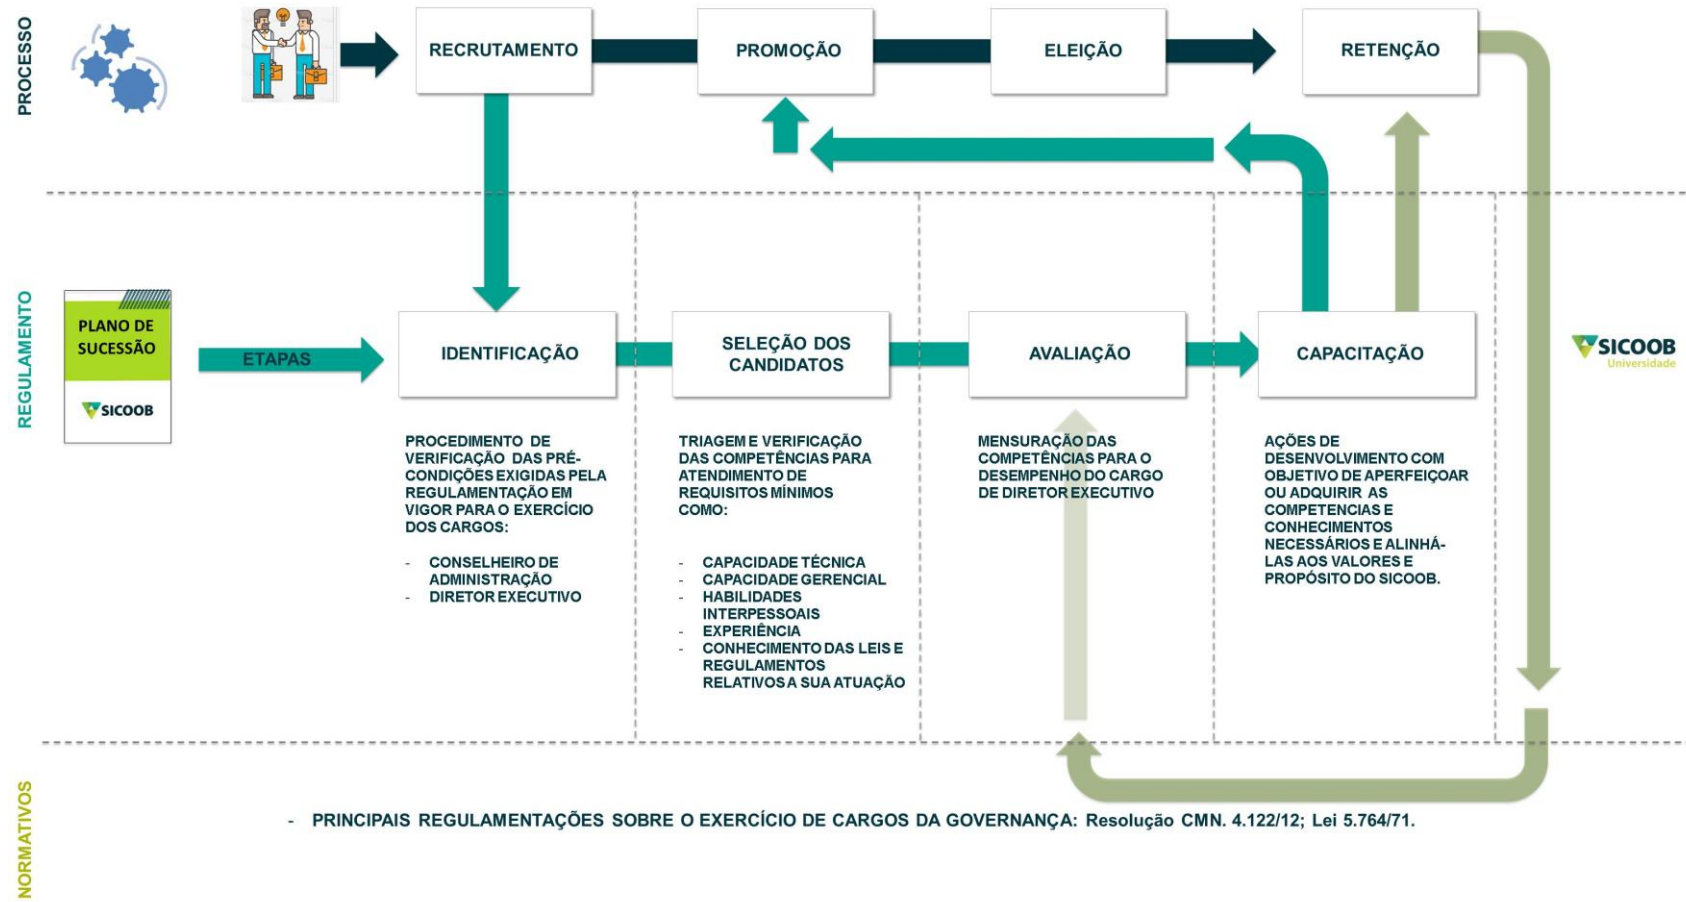 PROCESSO
RECRUTAMENTO
PROMOÇÃO
ELEIÇÃO
RETENÇÃO
REGULAMENTO
PLANO DE
SUCESSÃO
SICOOB
ETAPAS
IDENTIFICAÇÃO
SELEÇÃO DOS
CANDIDATOS
AVALIAÇÃO
CAPACITAÇÃO
SICOOB
Universidade
PROCEDIMENTO DE
VERIFICAÇÃO DAS PRÉ-
CONDIÇÕES EXIGIDAS PELA
REGULAMENTAÇÃO EM
VIGOR PARA O EXERCÍCIO
DOS CARGOS:
- CONSELHEIRO DE
ADMINISTRAÇÃO
- DIRETOR EXECUTIVO
TRIAGEM E VERIFICAÇÃO
DAS COMPETÊNCIAS PARA
ATENDIMENTO DE
REQUISITOS MÍNIMOS
COMO:
- CAPACIDADE TÉCNICA
- CAPACIDADE GERENCIAL
- HABILIDADES
INTERPESSOAIS
- EXPERIÊNCIA
- CONHECIMENTO DAS LEIS E
REGULAMENTOS
RELATIVOS A SUA ATUAÇÃO
MENSURAÇÃO DAS
COMPETÊNCIAS PARA O
DESEMPENHO DO CARGO
DE DIRETOR EXECUTIVO
AÇÕES DE
DESENVOLVIMENTO COM
OBJETIVO DE APERFEIÇOAR
OU ADQUIRIR AS
COMPETENCIAS E
CONHECIMENTOS
NECESSÁRIOS E ALINHÁ-
LAS AOS VALORES E
PROPÓSITO DO SICOOB.
NORMATIVOS
- PRINCIPAIS REGULAMENTAÇÕES SOBRE O EXERCÍCIO DE CARGOS DA GOVERNANÇA: Resolução CMN. 4.122/12; Lei 5.764/71.